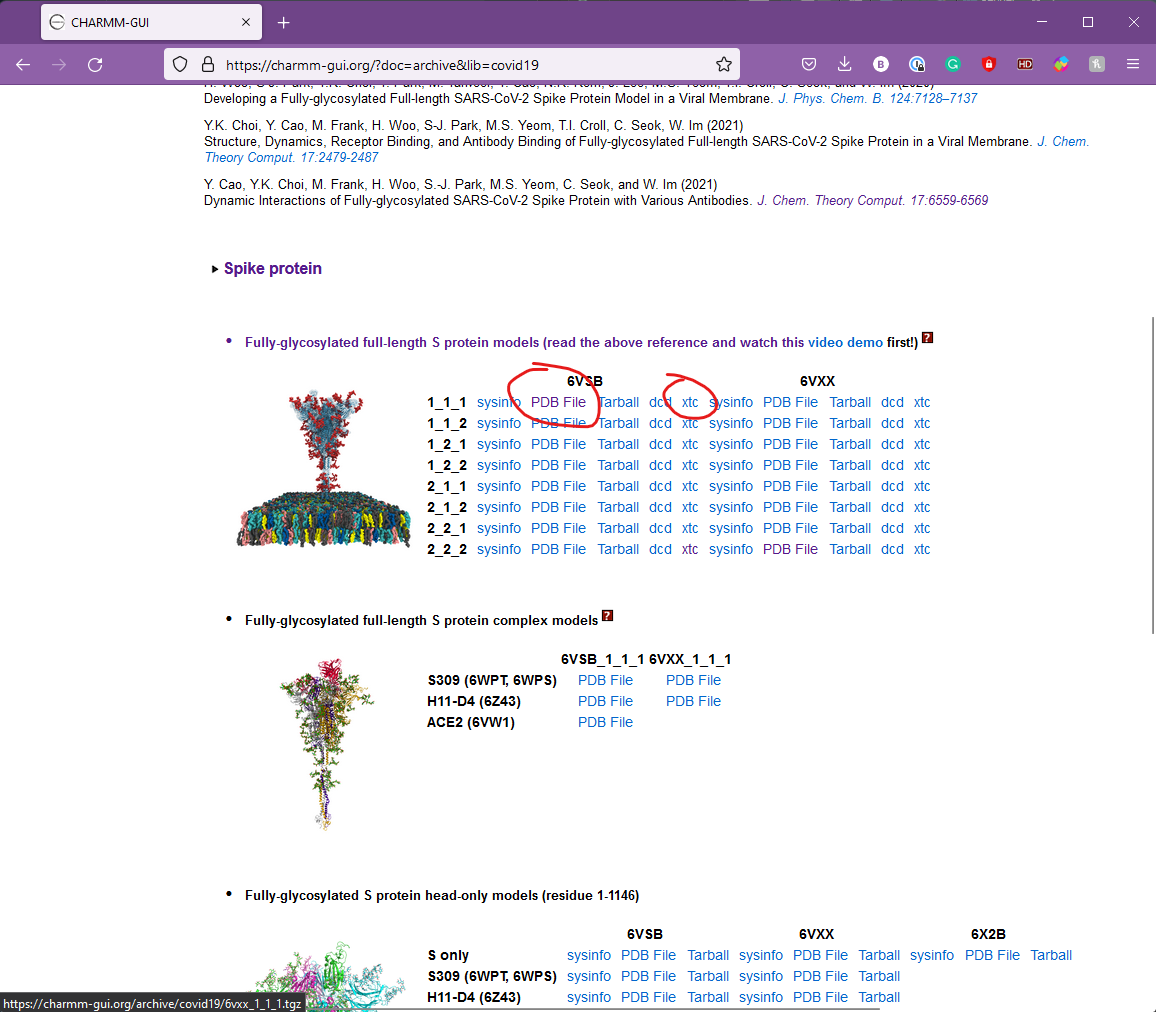 CHARMM-GUI
https://charmm-gui.org/?doc=archive&lib=covid19
Developing a Fully-glycosylated Full-length SARS-CoV-2 Spike Protein Model in a Viral Membrane. J. Phys. Chem. B. 124:7128–7137
Y.K. Choi, Y. Cao, M. Frank, H. Woo, S-J. Park, M.S. Yeom, T.I. Croll, C. Seok, W. Im (2021)
Structure, Dynamics, Receptor Binding, and Antibody Binding of Fully-glycosylated Full-length SARS-CoV-2 Spike Protein in a Viral Membrane. J. Chem.
Theory Comput. 17:2479-2487
Y. Cao, Y.K. Choi, M. Frank, H. Woo, S.-J. Park, M.S. Yeom, C. Seok, and W. Im (2021)
Dynamic Interactions of Fully-glycosylated SARS-CoV-2 Spike Protein with Various Antibodies. J. Chem. Theory Comput. 17:6559-6569
Spike protein
• Fully-glycosylated full-length S protein models (read the above reference and watch this video demo first!) ?
6VSB 6VXX
1_1_1 sysinfo PDB File Tarball dcd xtc sysinfo PDB File Tarball dcd xtc
1_1_2 sysinfo PDB File Tarball dcd xtc sysinfo PDB File Tarball dcd xtc
1_2_1 sysinfo PDB File Tarball dcd xtc sysinfo PDB File Tarball dcd xtc
1_2_2 sysinfo PDB File Tarball dcd xtc sysinfo PDB File Tarball dcd xtc
2_1_1 sysinfo PDB File Tarball dcd xtc sysinfo PDB File Tarball dcd xtc
2_1_2 sysinfo PDB File Tarball dcd xtc sysinfo PDB File Tarball dcd xtc
2_2_1 sysinfo PDB File Tarball dcd xtc sysinfo PDB File Tarball dcd xtc
2_2_2 sysinfo PDB File Tarball dcd xtc sysinfo PDB File Tarball dcd xtc
• Fully-glycosylated full-length S protein complex models ?
6VSB_1_1_1 6VXX_1_1_1
S309 (6WPT, 6WPS) PDB File PDB File
H11-D4 (6Z43) PDB File PDB File
ACE2 (6VW1) PDB File
• Fully-glycosylated S protein head-only models (residue 1-1146)
6VSB 6VXX 6X2B
S only sysinfo PDB File Tarball sysinfo PDB File Tarball sysinfo PDB File Tarball
S309 (6WPT, 6WPS) sysinfo PDB File Tarball sysinfo PDB File Tarball
H11-D4 (6Z43) sysinfo PDB File Tarball sysinfo PDB File Tarball
https://charmm-gui.org/archive/covid19/6vxx_1_1_1.tgz